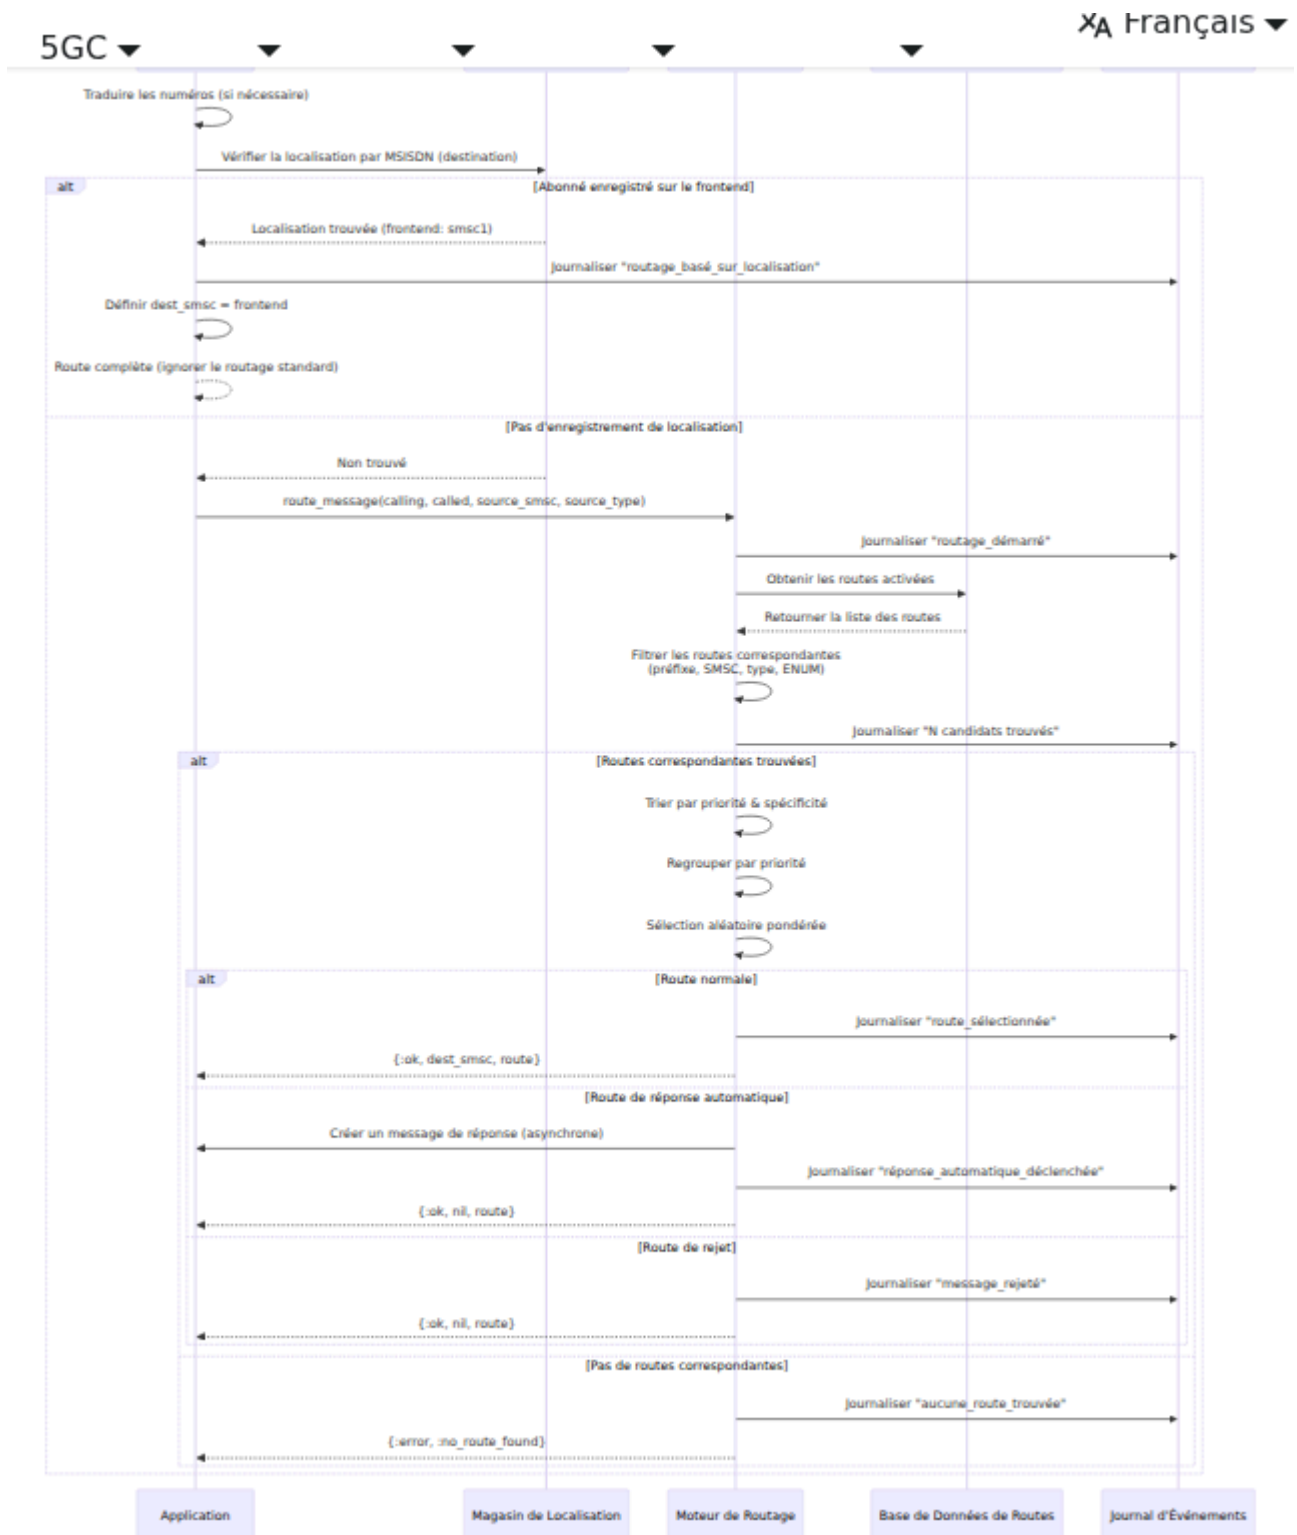 Français
5GC
Traduire les numéros (si nécessaire)
Vérifier la localisation par MSISDN (destination)
alt
[Abonné enregistré sur le frontend]
Localisation trouvée (frontend: smsc1)
Journaliser "routage_basé_sur_localisation"
Définir dest_smsc = frontend
Route complète (ignorer le routage standard)
[Pas d'enregistrement de localisation]
Non trouvé
route_message(calling, called, source_smsc, source_type)
Journaliser "routage_démarré"
Obtenir les routes activées
Retourner la liste des routes
Filtrer les routes correspondantes
(préfixe, SMSC, type, ENUM)
Journaliser "N candidats trouvés"
alt
[Routes correspondantes trouvées]
Trier par priorité & spécificité
Regrouper par priorité
Sélection aléatoire pondérée
alt
[Route normale]
Journaliser "route_sélectionnée"
{:ok, dest_smsc, route}
[Route de réponse automatique]
Créer un message de réponse (asynchrone)
Journaliser "réponse_automatique_déclenchée"
{:ok, nil, route}
[Route de rejet]
Journaliser "message_rejeté"
{:ok, nil, route}
[Pas de routes correspondantes]
Journaliser "aucune_route_trouvée"
{:error, :no_route_found}
Application
Magasin de Localisation
Moteur de Routage
Base de Données de Routes
Journal d'Événements